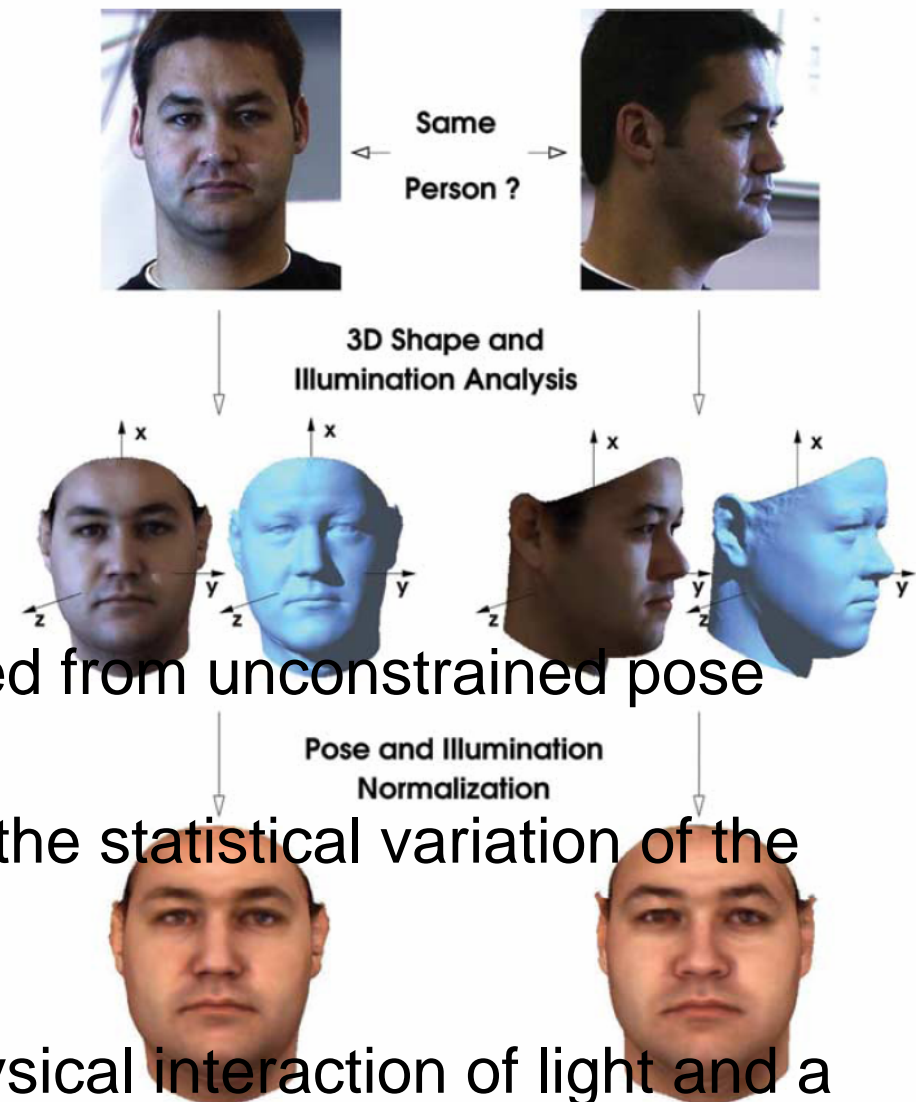 Same
Person ?
3D Shape and
Illumination Analysis
x
x
x
x
y
y
y
y
z
z
z
z
ed from unconstrained pose
Pose and Illumination
Normalization
the statistical variation of the
ysical interaction of light and a